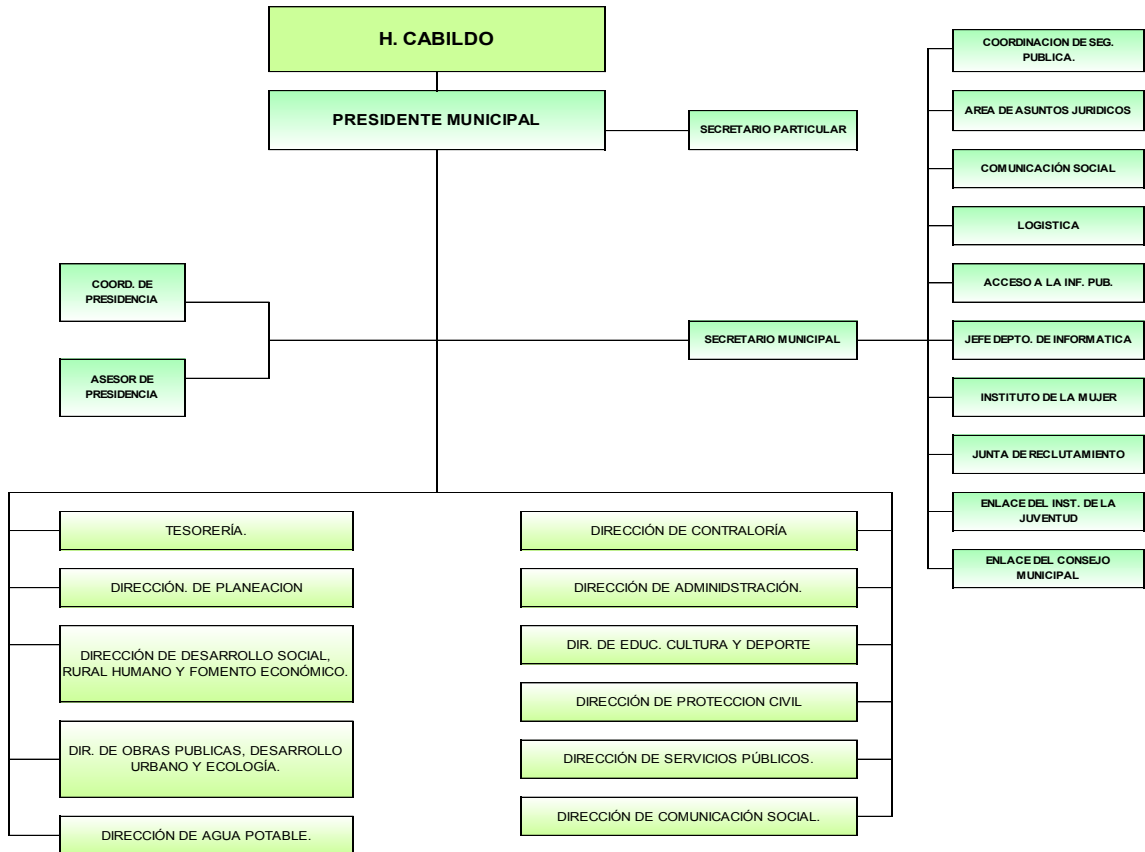 H. CABILDO
PRESIDENTE MUNICIPAL
SECRETARIO PARTICULAR
COORD. DE
PRESIDENCIA
ASESOR DE
PRESIDENCIA
SECRETARIO MUNICIPAL
COORDINACION DE SEG.
PUBLICA.
AREA DE ASUNTOS JURIDICOS
COMUNICACIÓN SOCIAL
LOGISTICA
ACCESO A LA INF. PUB.
JEFE DEPTO. DE INFORMATICA
INSTITUTO DE LA MUJER
JUNTA DE RECLUTAMIENTO
ENLACE DEL INST. DE LA
JUVENTUD
ENLACE DEL CONSEJO
MUNICIPAL
TESORERÍA.
DIRECCIÓN. DE PLANEACION
DIRECCIÓN DE DESARROLLO SOCIAL,
RURAL HUMANO Y FOMENTO ECONÓMICO.
DIR. DE OBRAS PUBLICAS, DESARROLLO
URBANO Y ECOLOGÍA.
DIRECCIÓN DE AGUA POTABLE.
DIRECCIÓN DE CONTRALORÍA
DIRECCIÓN DE ADMINIDSTRACIÓN.
DIR. DE EDUC. CULTURA Y DEPORTE
DIRECCIÓN DE PROTECCION CIVIL
DIRECCIÓN DE SERVICIOS PÚBLICOS.
DIRECCIÓN DE COMUNICACIÓN SOCIAL.